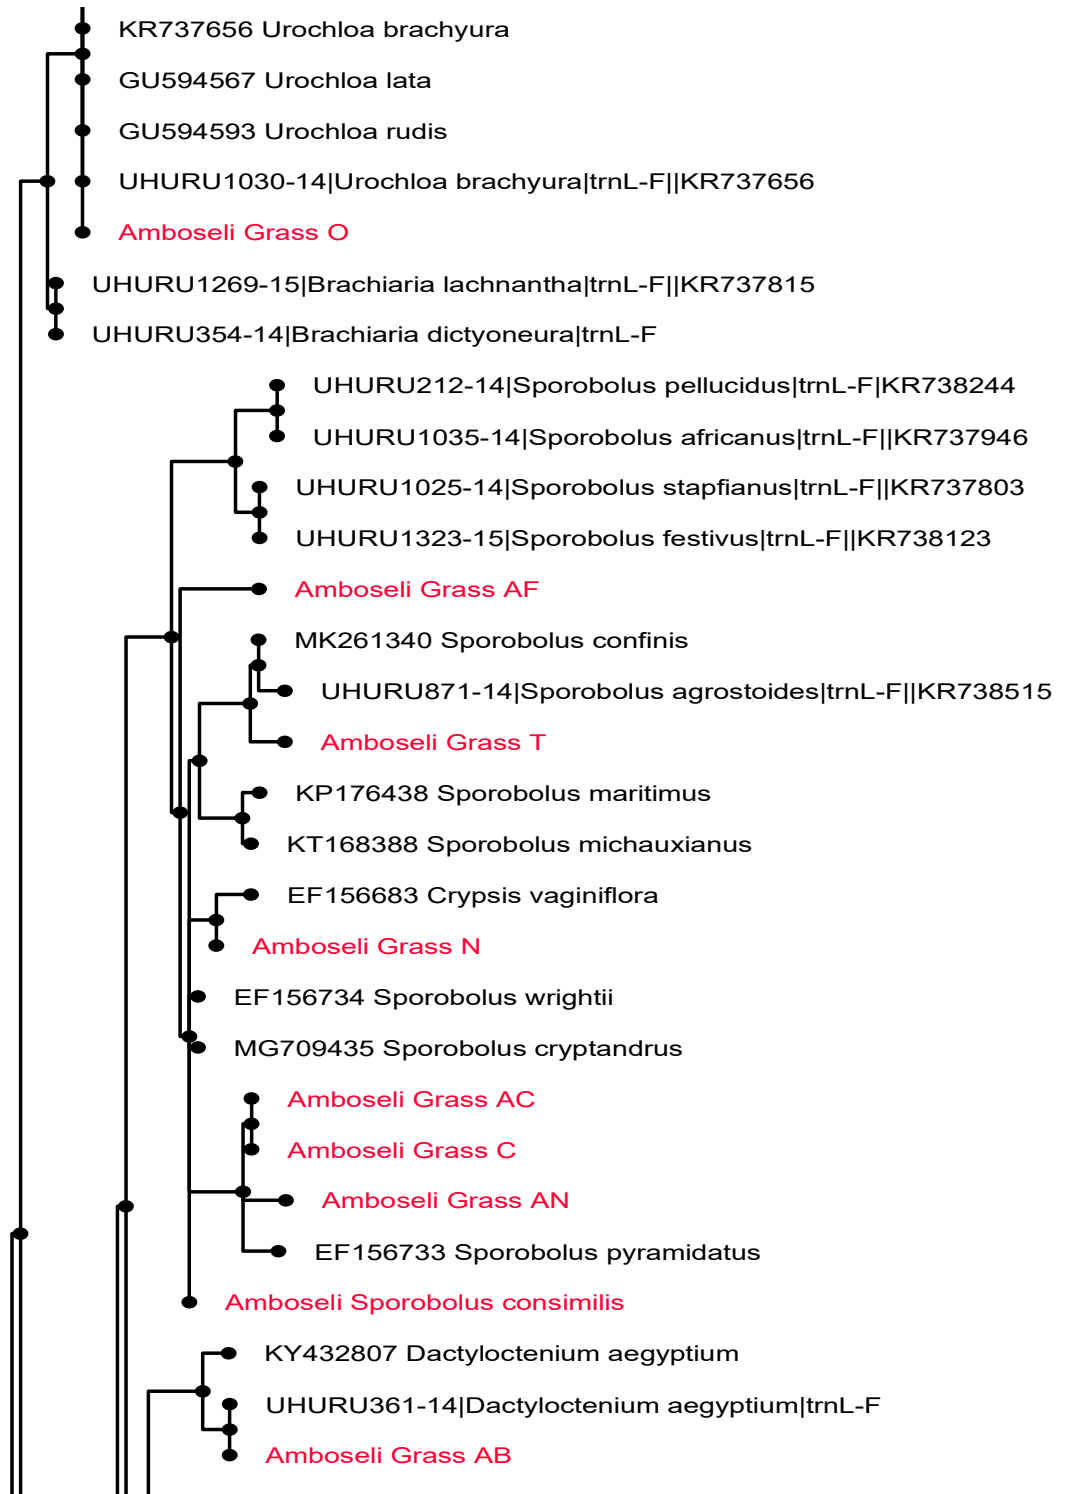 KR737656 Urochloa brachyura
GU594567 Urochloa lata
GU594593 Urochloa rudis
UHURU1030-14|Urochloa brachyura|trnL-F||KR737656
Amboseli Grass O
UHURU1269-15|Brachiaria lachnantha|trnL-F||KR737815
UHURU354-14|Brachiaria dictyoneura|trnL-F
UHURU212-14|Sporobolus pellucidus|trnL-F|KR738244
UHURU1035-14|Sporobolus africanus|trnL-F||KR737946
UHURU1025-14|Sporobolus stapfianus|trnL-F||KR737803
UHURU1323-15|Sporobolus festivus|trnL-F||KR738123
Amboseli Grass AF
MK261340 Sporobolus confinis
UHURU871-14|Sporobolus agrostoides|trnL-F||KR738515
Amboseli Grass T
KP176438 Sporobolus maritimus
KT168388 Sporobolus michauxianus
EF156683 Crypsis vaginiflora
Amboseli Grass N
EF156734 Sporobolus wrightii
MG709435 Sporobolus cryptandrus
Amboseli Grass AC
Amboseli Grass C
Amboseli Grass AN
EF156733 Sporobolus pyramidatus
Amboseli Sporobolus consimilis
KY432807 Dactyloctenium aegyptium
UHURU361-14|Dactyloctenium aegyptium|trnL-F
Amboseli Grass AB